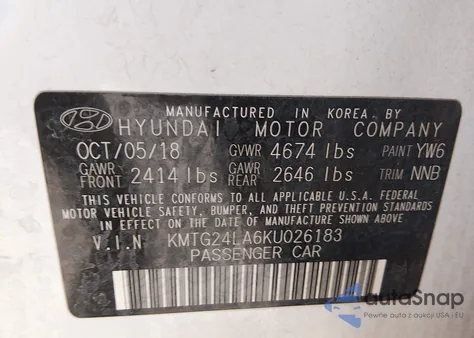 MANUFACTURED IN KOREA BY
HYUNDAI MOTOR COMPANY
OCT/05/18 GVWR 4674 lbs PAINT YW6
GAWR FRONT 2414 lbs GAWR REAR 2646 lbs TRIM NNB
THIS VEHICLE CONFORMS TO ALL APPLICABLE U.S.A. FEDERAL
MOTOR VEHICLE SAFETY, BUMPER, AND THEFT PREVENTION STANDARDS
IN EFFECT ON THE DATE OF MANUFACTURE SHOWN ABOVE.
V.I.N KMTG24LA6KU026183
PASSENGER CAR
autoSnap
Pewne auta z aukcji USA i EU